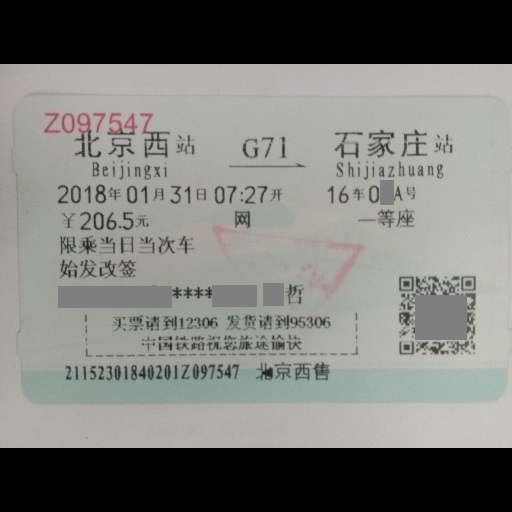 Z097547
北京西站 G71 石家庄站
Beijingxi Shijiazhuang
2018年01月31日07:27开 16车0 A号
￥206.5元 网 一等座
限乘当日当次车
始发改签
**** 哲
买票请到12306 发货请到95306
中国铁路祝您旅途愉快
21152301840201Z097547 北京西售